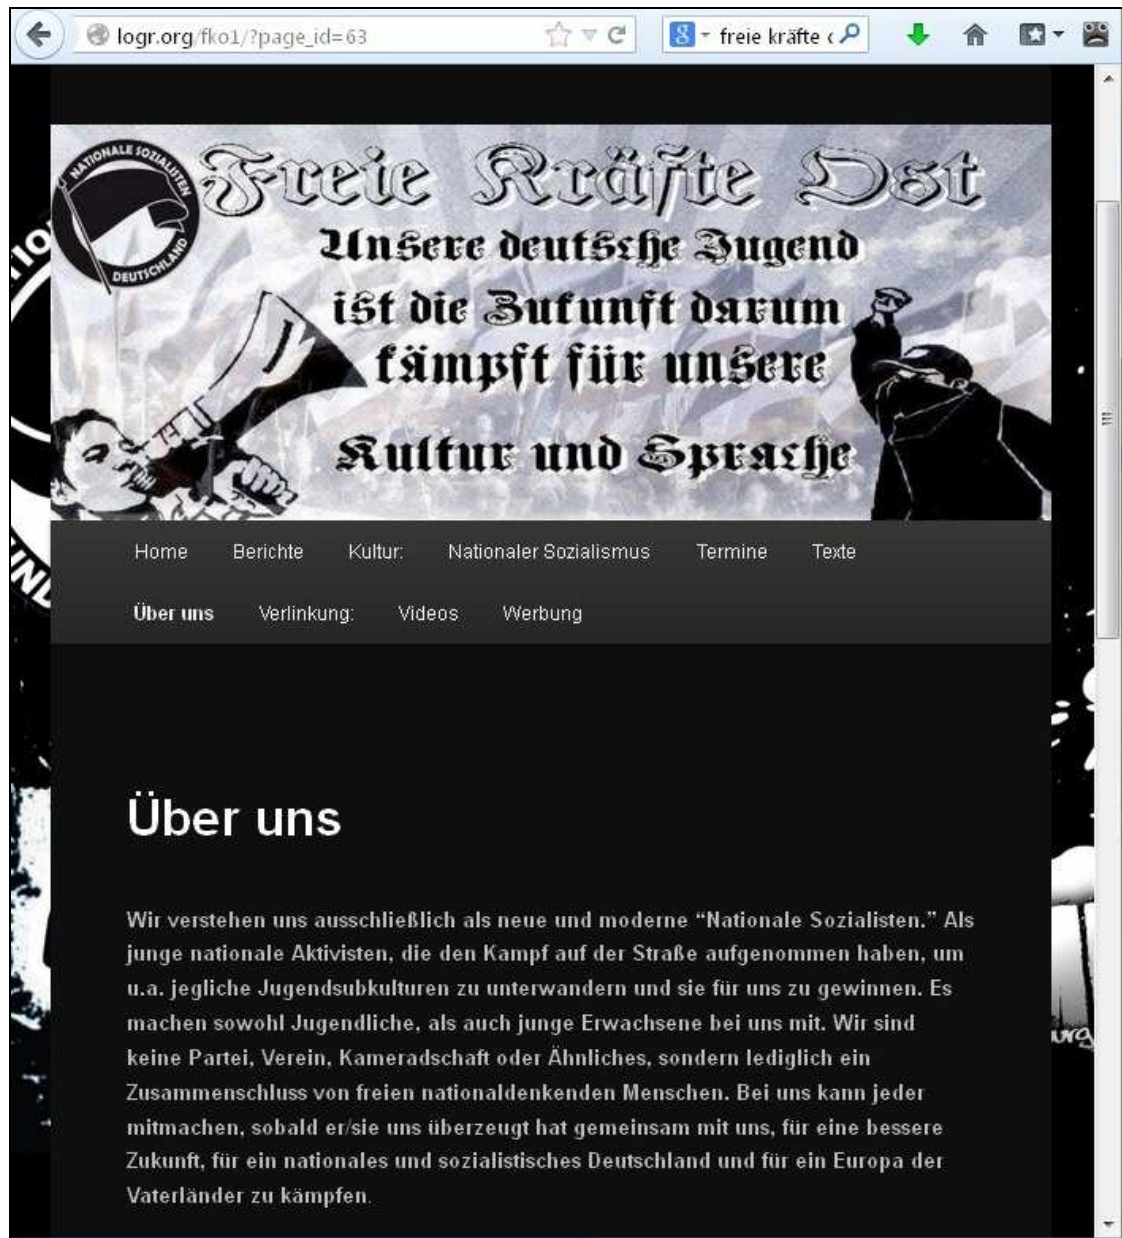 logr.org/fko1/?page_id=63
freie kräfte
NATIONALE SOZIALISTEN
DEUTSCHLAND
Freie Kräfte Ost
Unsere deutsche Jugend
ist die Zukunft darum
kämpft für unsere
Kultur und Sprache
Home Berichte Kultur: Nationaler Sozialismus Termine Texte
Über uns Verlinkung: Videos Werbung
Über uns
Wir verstehen uns ausschließlich als neue und moderne “Nationale Sozialisten.” Als
junge nationale Aktivisten, die den Kampf auf der Straße aufgenommen haben, um
u.a. jegliche Jugendsubkulturen zu unterwandern und sie für uns zu gewinnen. Es
machen sowohl Jugendliche, als auch junge Erwachsene bei uns mit. Wir sind
keine Partei, Verein, Kameradschaft oder Ähnliches, sondern lediglich ein
Zusammenschluss von freien nationaldenkenden Menschen. Bei uns kann jeder
mitmachen, sobald er/sie uns überzeugt hat gemeinsam mit uns, für eine bessere
Zukunft, für ein nationales und sozialistisches Deutschland und für ein Europa der
Vaterländer zu kämpfen.